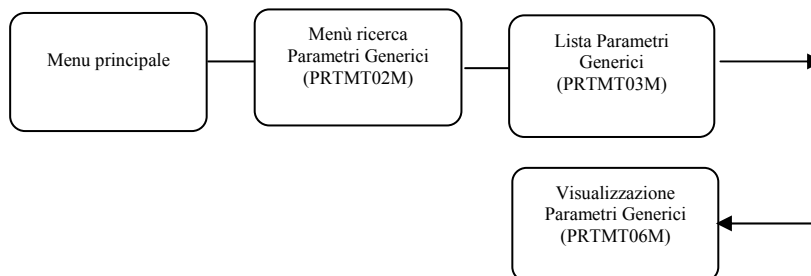 Menu principale
Menù ricerca
Parametri Generici
(PRTMT02M)
Lista Parametri
Generici
(PRTMT03M)
Visualizzazione
Parametri Generici
(PRTMT06M)